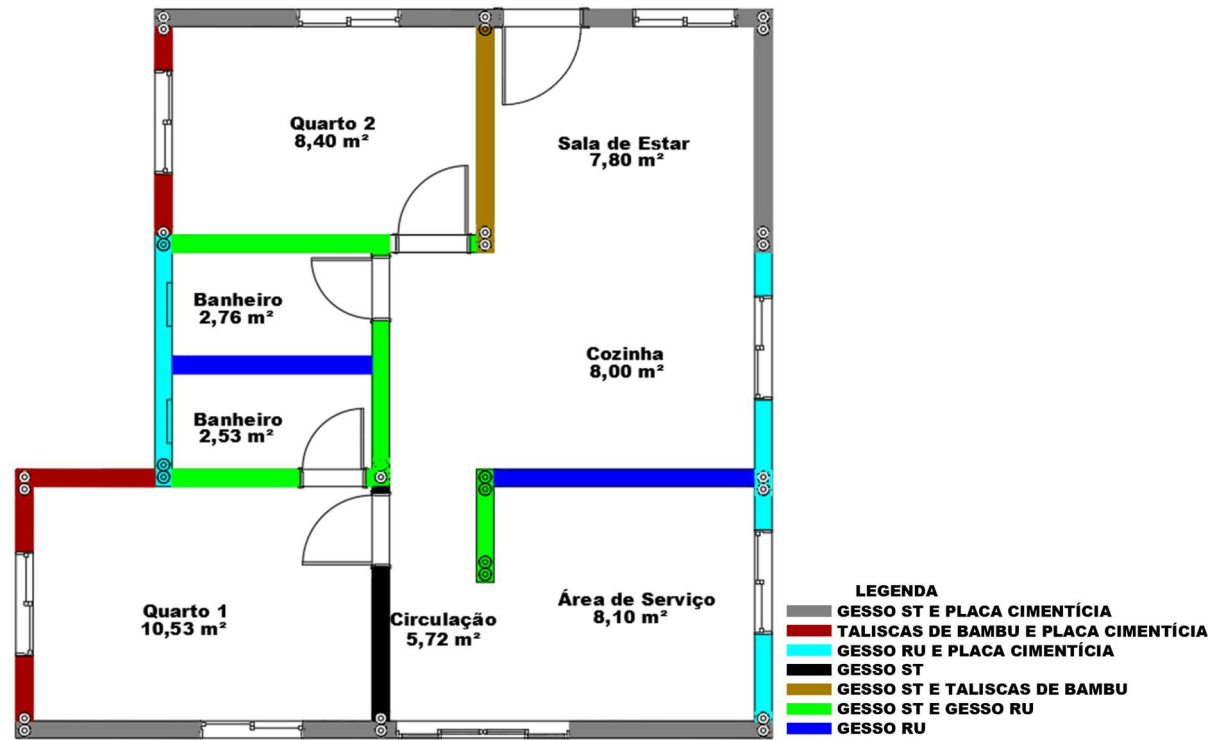 Quarto 2
8,40 m²
Sala de Estar
7,80 m²
Banheiro
2,76 m²
Cozinha
8,00 m²
Banheiro
2,53 m²
Quarto 1
10,53 m²
Circulação
5,72 m²
Área de Serviço
8,10 m²
LEGENDA
GESSO ST E PLACA CIMENTÍCIA
TALISCAS DE BAMBU E PLACA CIMENTÍCIA
GESSO RU E PLACA CIMENTÍCIA
GESSO ST
GESSO ST E TALISCAS DE BAMBU
GESSO ST E GESSO RU
GESSO RU